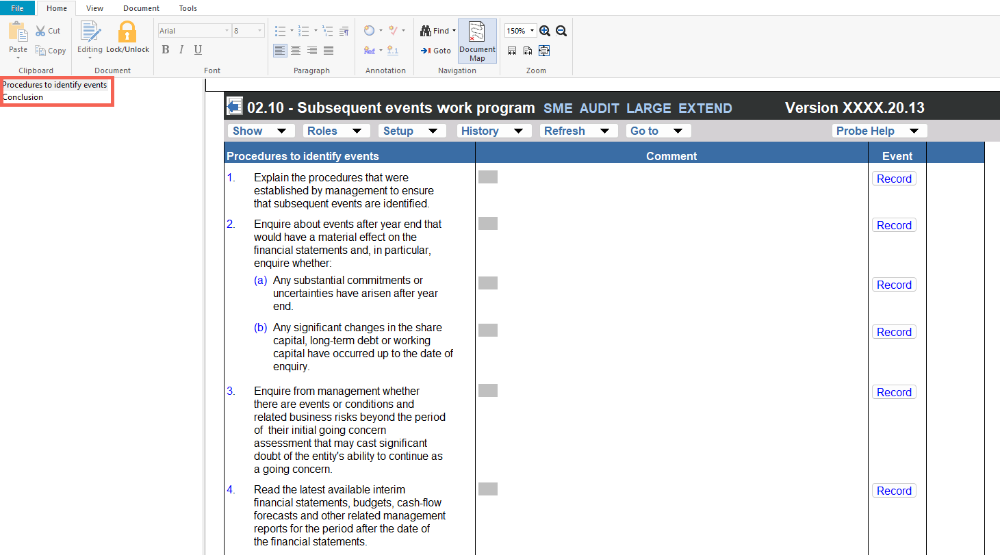 File Home View Document Tools
Paste Cut Copy
Clipboard
Editing Lock/Unlock
Document
Arial 8
B I U
Font
Paragraph
Ref 1.1
Annotation
Find Goto Document Map
Navigation
150%
Zoom
Procedures to identify events
Conclusion
02.10 - Subsequent events work program SME AUDIT LARGE EXTEND Version XXXX.20.13
Show Roles Setup History Refresh Go to Probe Help
Procedures to identify events Comment Event
1. Explain the procedures that were Record
established by management to ensure
that subsequent events are identified.
2. Enquire about events after year end that Record
would have a material effect on the
financial statements and, in particular,
enquire whether:
(a) Any substantial commitments or Record
uncertainties have arisen after year
end.
(b) Any significant changes in the share Record
capital, long-term debt or working
capital have occurred up to the date of
enquiry.
3. Enquire from management whether Record
there are events or conditions and
related business risks beyond the period
of their initial going concern
assessment that may cast significant
doubt of the entity's ability to continue as
a going concern.
4. Read the latest available interim Record
financial statements, budgets, cash-flow
forecasts and other related management
reports for the period after the date of
the financial statements.